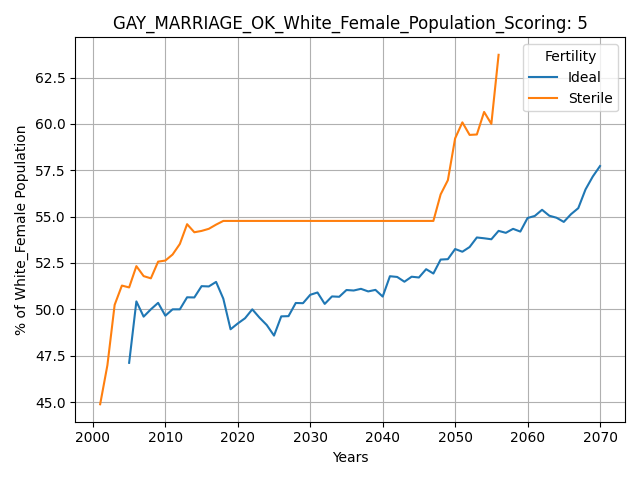 GAY_MARRIAGE_OK_White_Female_Population_Scoring: 5
Fertility
Ideal
Sterile
% of White_Female Population
62.5
60.0
57.5
55.0
52.5
50.0
47.5
45.0
2000 2010 2020 2030 2040 2050 2060 2070
Years